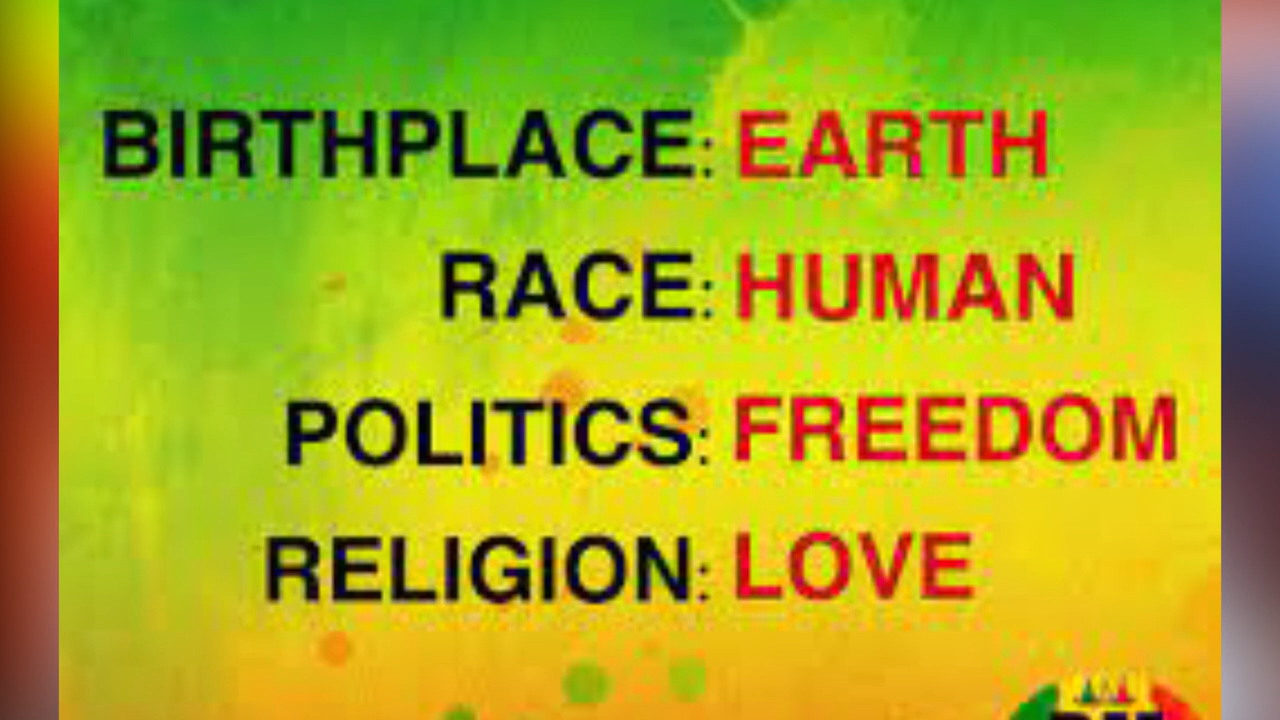 BIRTHPLACE: EARTH
RACE: HUMAN
POLITICS: FREEDOM
RELIGION: LOVE